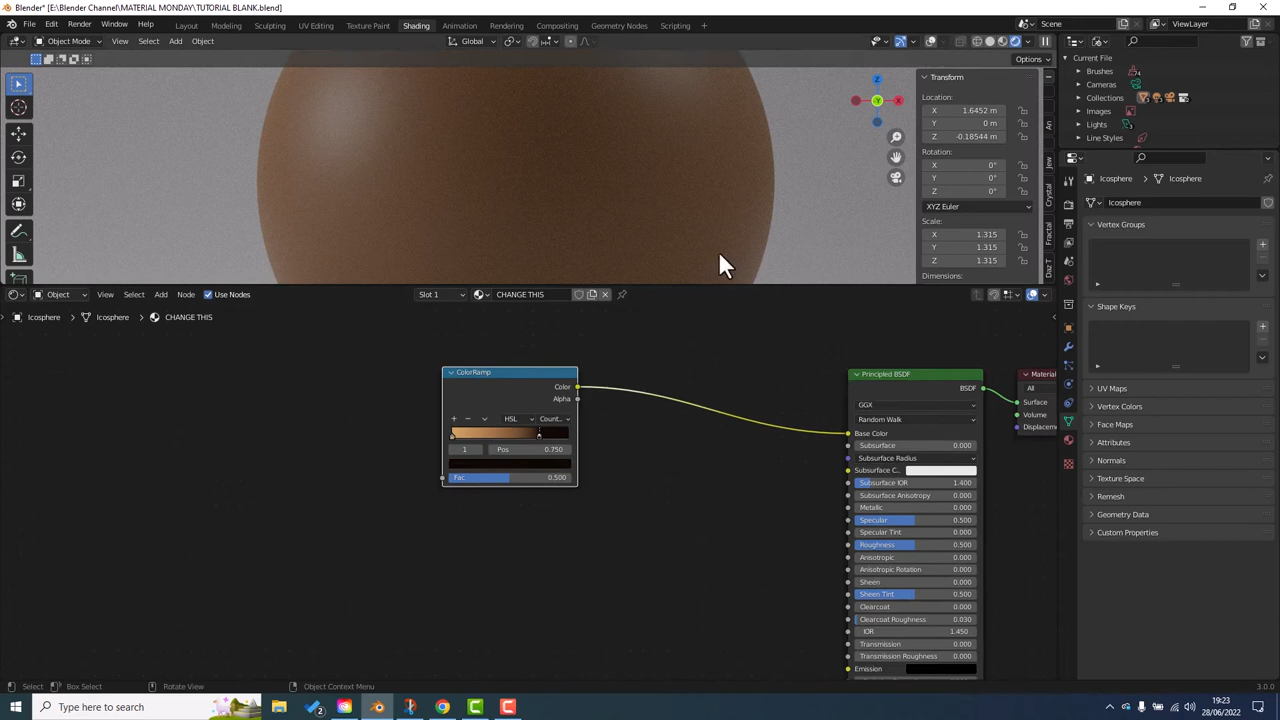 Blender* [E:\Blender Channel\MATERIAL MONDAY\TUTORIAL BLANK.blend]
File Edit Render Window Help Layout Modeling Sculpting UV Editing Texture Paint Shading Animation Rendering Compositing Geometry Nodes Scripting + Scene ViewLayer
Object Mode View Select Add Object Global
Options
Current File
Brushes
Cameras
Collections
Images
Lights
Line Styles
Transform
Location:
X 1.6452 m
Y 0 m
Z -0.18544 m
Rotation:
X 0°
Y 0°
Z 0°
XYZ Euler
Scale:
X 1.315
Y 1.315
Z 1.315
Dimensions:
An
Jew
Crystal
Fractal
Daz T
Icosphere Icosphere
Icosphere
Vertex Groups
Shape Keys
UV Maps
Vertex Colors
Face Maps
Attributes
Normals
Texture Space
Remesh
Geometry Data
Custom Properties
Object View Select Add Node Use Nodes Slot 1 CHANGE THIS
Icosphere Icosphere CHANGE THIS
ColorRamp
Color
Alpha
+ - HSL Count..
1 Pos 0.750
Fac 0.500
Principled BSDF
BSDF
GGX
Random Walk
Base Color
Subsurface 0.000
Subsurface Radius
Subsurface C..
Subsurface IOR 1.400
Subsurface Anisotropy 0.000
Metallic 0.000
Specular 0.500
Specular Tint 0.000
Roughness 0.500
Anisotropic 0.000
Anisotropic Rotation 0.000
Sheen 0.000
Sheen Tint 0.500
Clearcoat 0.000
Clearcoat Roughness 0.030
IOR 1.450
Transmission 0.000
Transmission Roughness 0.000
Emission
Material
All
Surface
Volume
Displacem
Select Box Select Rotate View Object Context Menu 3.0.0
Type here to search
19:23
28/06/2022